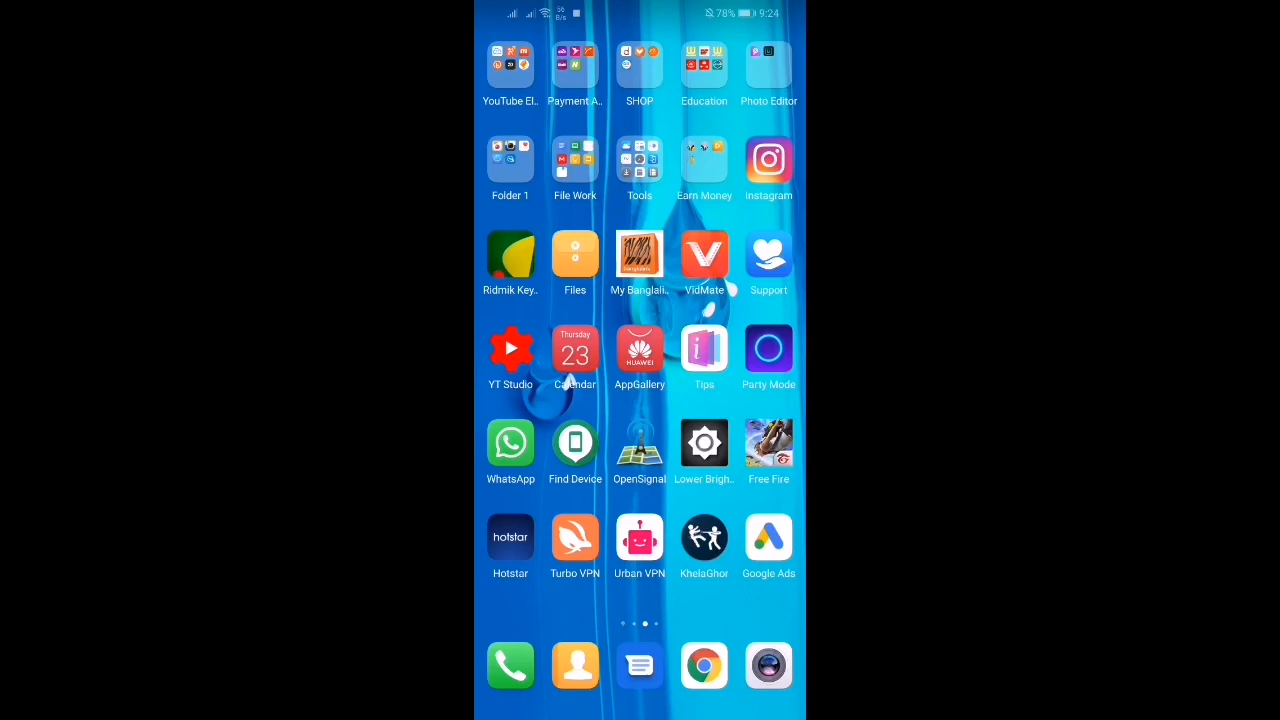 56 B/s 78% 9:24
YouTube El.. Payment A.. SHOP Education Photo Editor
Folder 1 File Work Tools Earn Money Instagram
Ridmik Key.. Files My Banglali.. VidMate Support
Thursday
23
HUAWEI
YT Studio Calendar AppGallery Tips Party Mode
WhatsApp Find Device OpenSignal Lower Brigh.. Free Fire
hotstar
Hotstar Turbo VPN Urban VPN KhelaGhor Google Ads